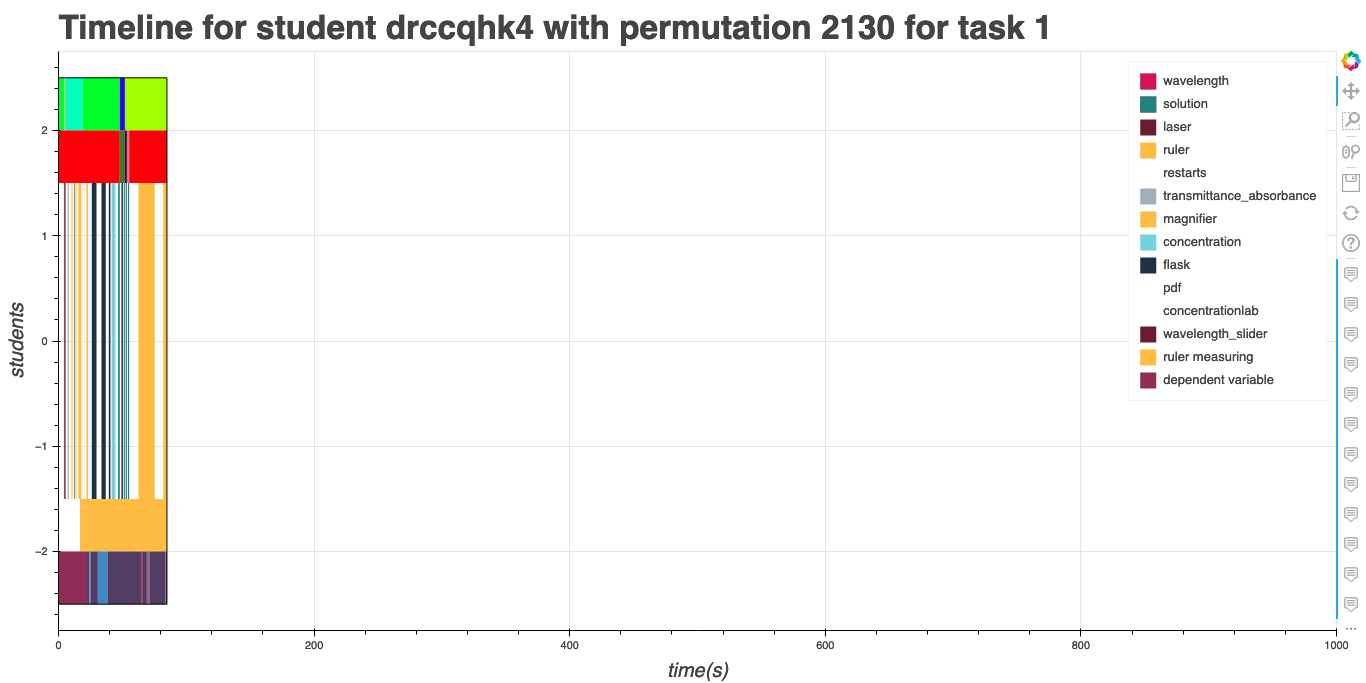 Timeline for student drccqhk4 with permutation 2130 for task 1
wavelength
solution
laser
ruler
restarts
transmittance_absorbance
magnifier
concentration
flask
pdf
concentrationlab
wavelength_slider
ruler measuring
dependent variable
students
2
1
0
−1
−2
0
200
400
600
800
1000
time(s)